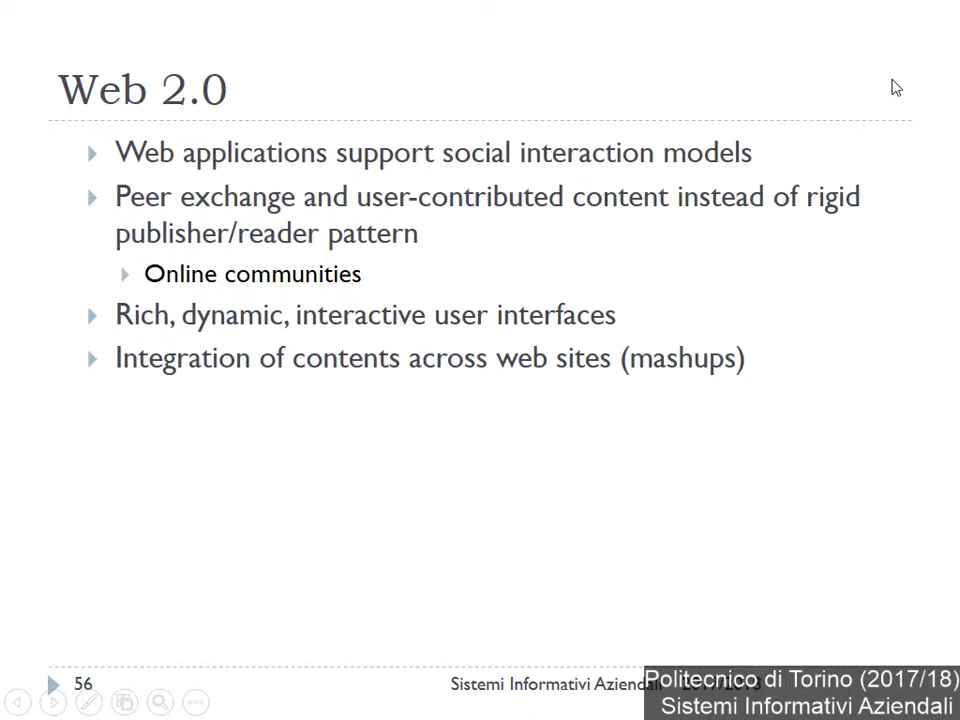 Web 2.0
Web applications support social interaction models
Peer exchange and user-contributed content instead of rigid
publisher/reader pattern
Online communities
Rich, dynamic, interactive user interfaces
Integration of contents across web sites (mashups)
56
Sistemi Informativi Aziendali
Politecnico di Torino (2017/18)
Sistemi Informativi Aziendali